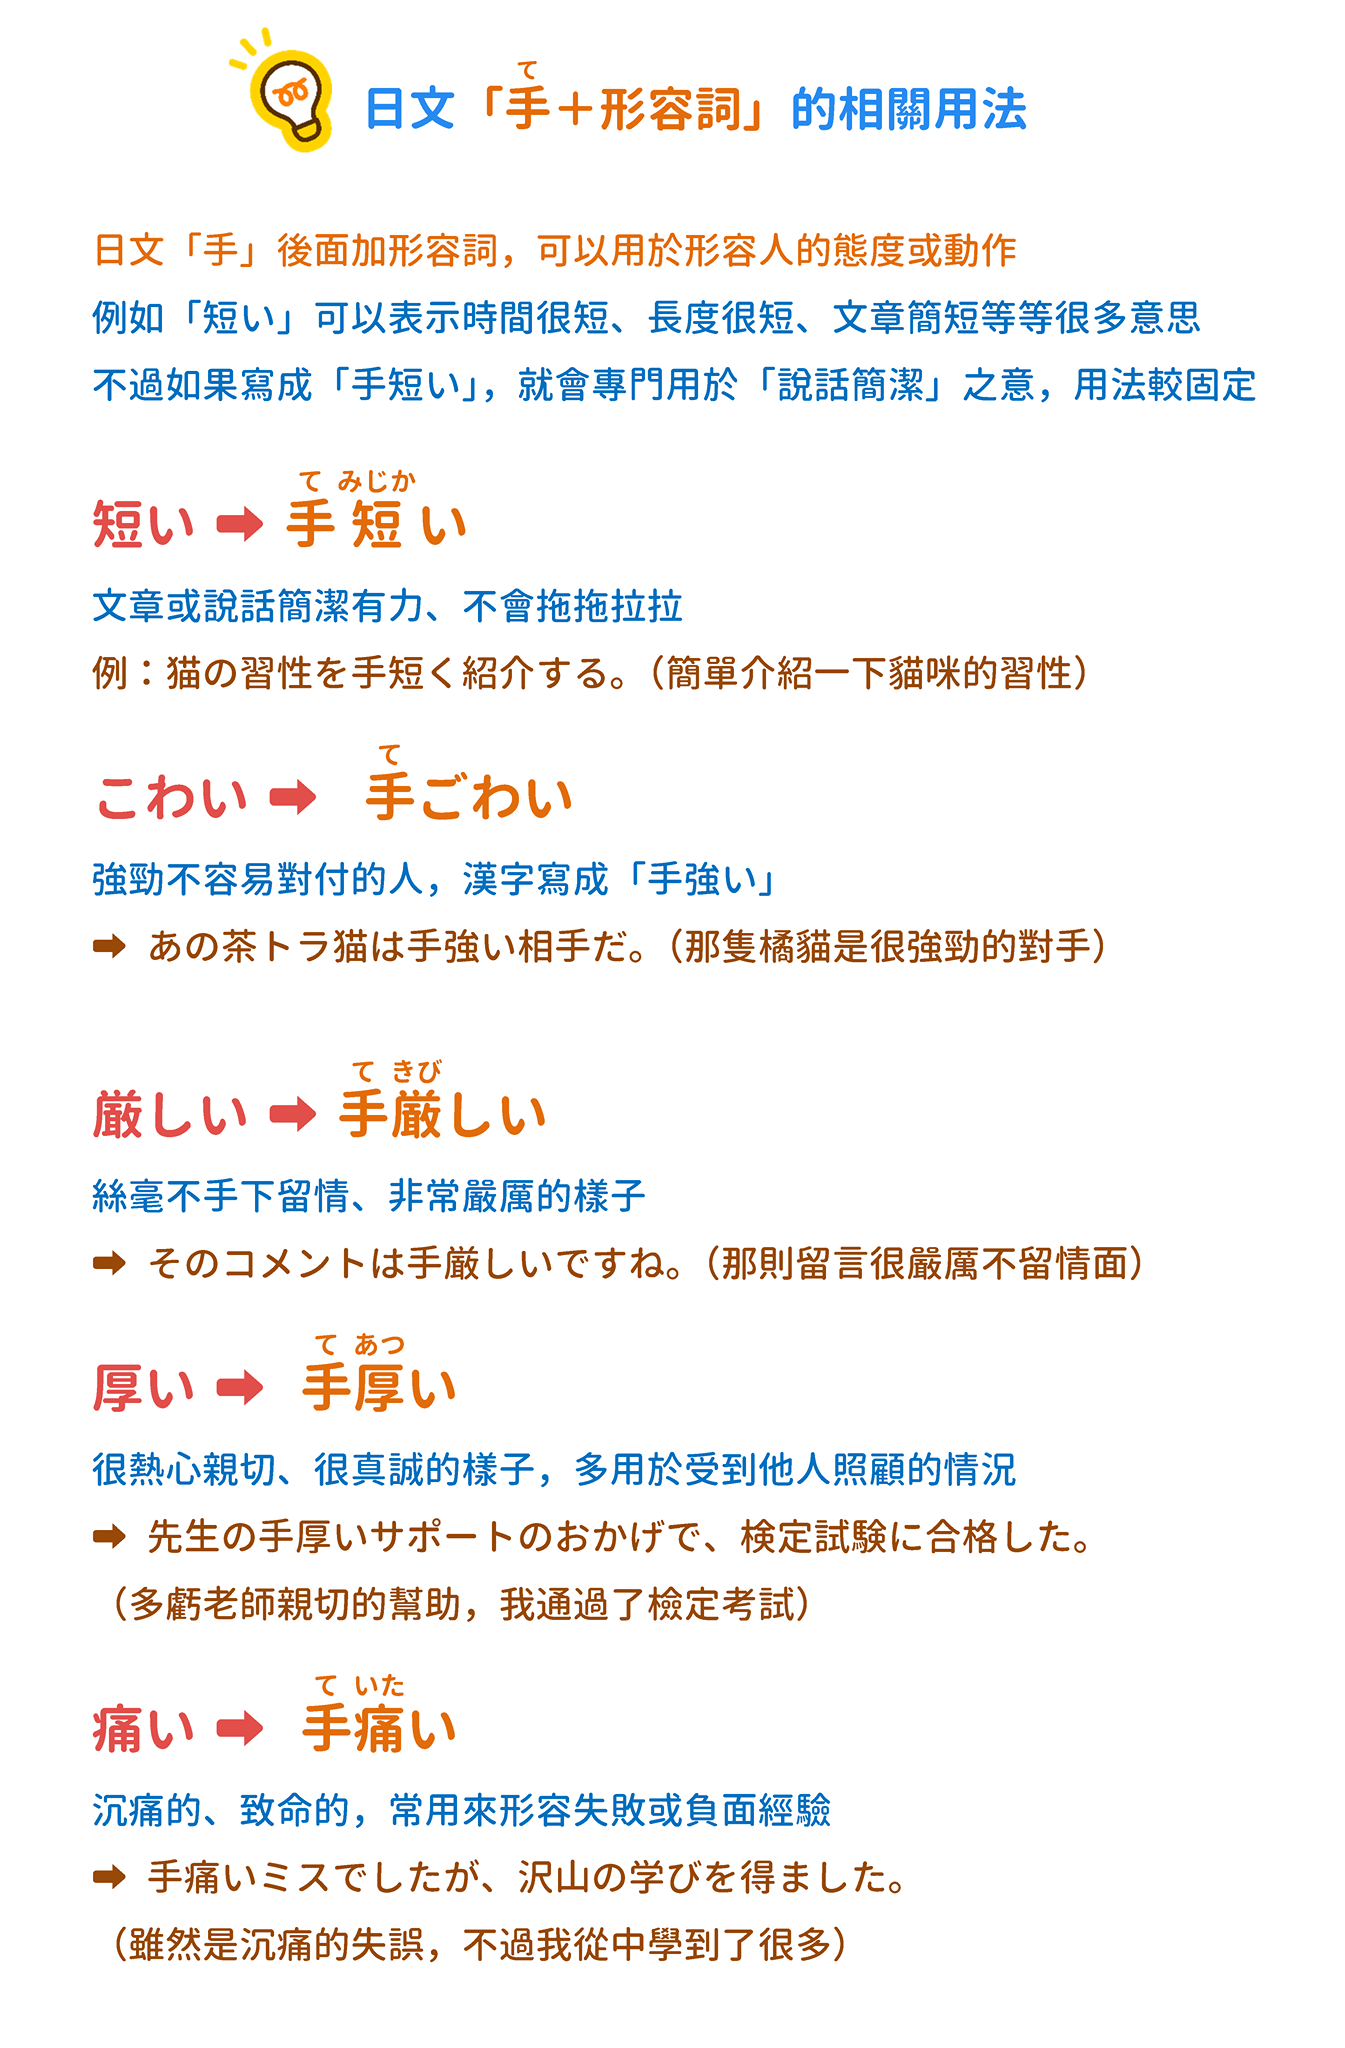 て
日文「手＋形容詞」的相關用法
日文「手」後面加形容詞，可以用於形容人的態度或動作
例如「短い」可以表示時間很短、長度很短、文章簡短等等很多意思
不過如果寫成「手短い」，就會專門用於「說話簡潔」之意，用法較固定
て みじか
短い ➡ 手短い
文章或說話簡潔有力、不會拖拖拉拉
例：猫の習性を手短く紹介する。（簡單介紹一下貓咪的習性）
て
こわい ➡ 手ごわい
強勁不容易對付的人，漢字寫成「手強い」
➡ あの茶トラ猫は手強い相手だ。（那隻橘貓是很強勁的對手）
て きび
厳しい ➡ 手厳しい
絲毫不手下留情、非常嚴厲的樣子
➡ そのコメントは手厳しいですね。（那則留言很嚴厲不留情面）
て あつ
厚い ➡ 手厚い
很熱心親切、很真誠的樣子，多用於受到他人照顧的情況
➡ 先生の手厚いサポートのおかげで、検定試験に合格した。
（多虧老師親切的幫助，我通過了檢定考試）
て いた
痛い ➡ 手痛い
沉痛的、致命的，常用來形容失敗或負面經驗
➡ 手痛いミスでしたが、沢山の学びを得ました。
（雖然是沉痛的失誤，不過我從中學到了很多）